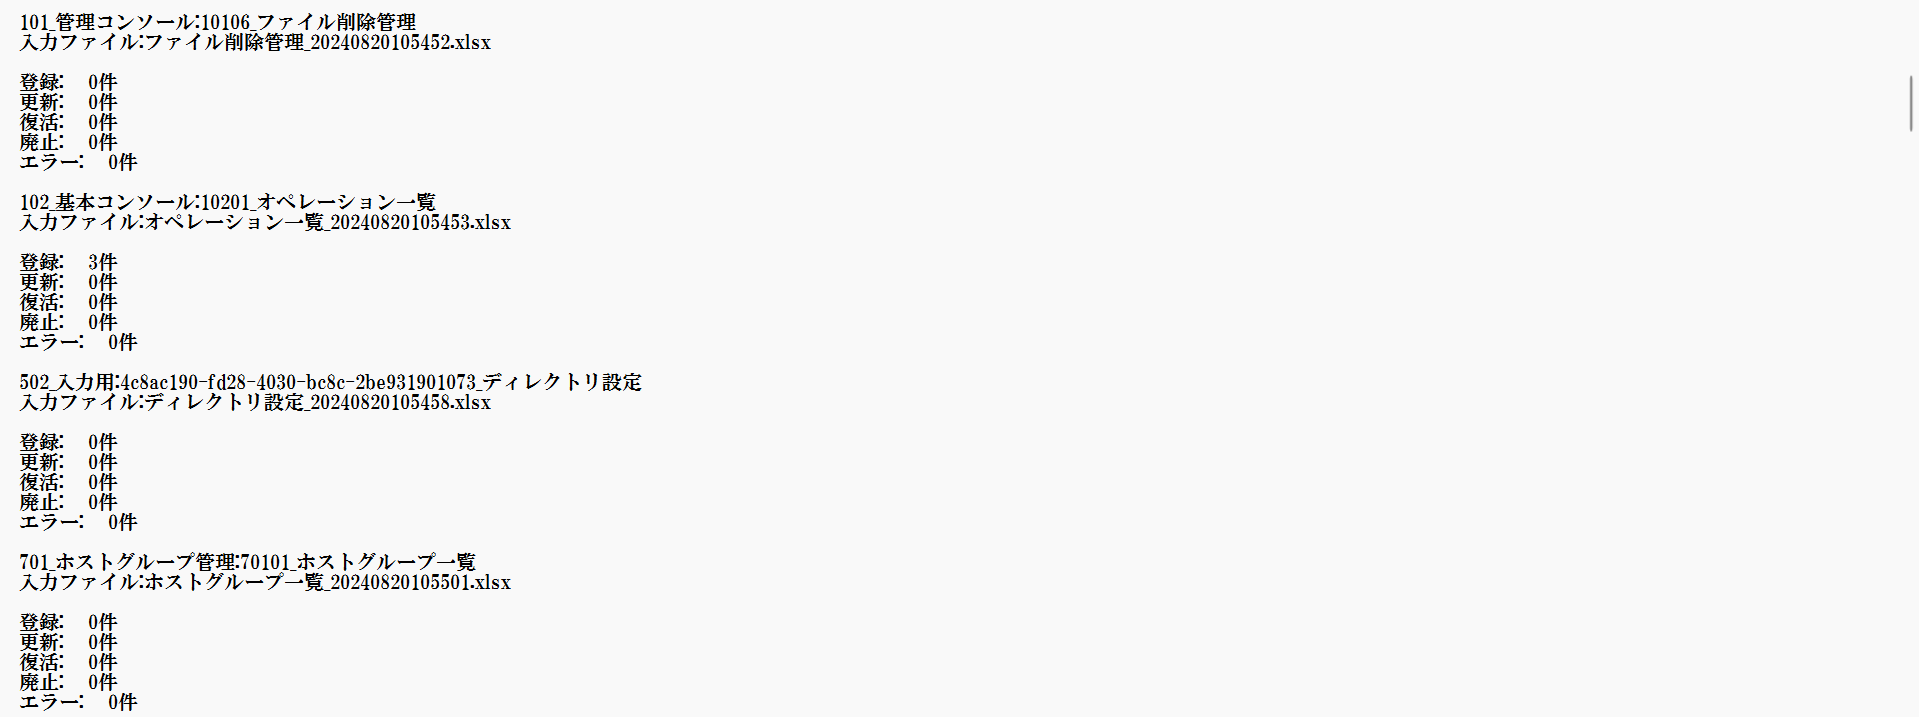 101_管理コンソール:10106_ファイル削除管理
入力ファイル:ファイル削除管理_20240820105452.xlsx
登録:　0件
更新:　0件
復活:　0件
廃止:　0件
エラー:　0件
102_基本コンソール:10201_オペレーション一覧
入力ファイル:オペレーション一覧_20240820105453.xlsx
登録:　3件
更新:　0件
復活:　0件
廃止:　0件
エラー:　0件
502_入力用:4c8ac190-fd28-4030-bc8c-2be931901073_ディレクトリ設定
入力ファイル:ディレクトリ設定_20240820105458.xlsx
登録:　0件
更新:　0件
復活:　0件
廃止:　0件
エラー:　0件
701_ホストグループ管理:70101_ホストグループ一覧
入力ファイル:ホストグループ一覧_20240820105501.xlsx
登録:　0件
更新:　0件
復活:　0件
廃止:　0件
エラー:　0件